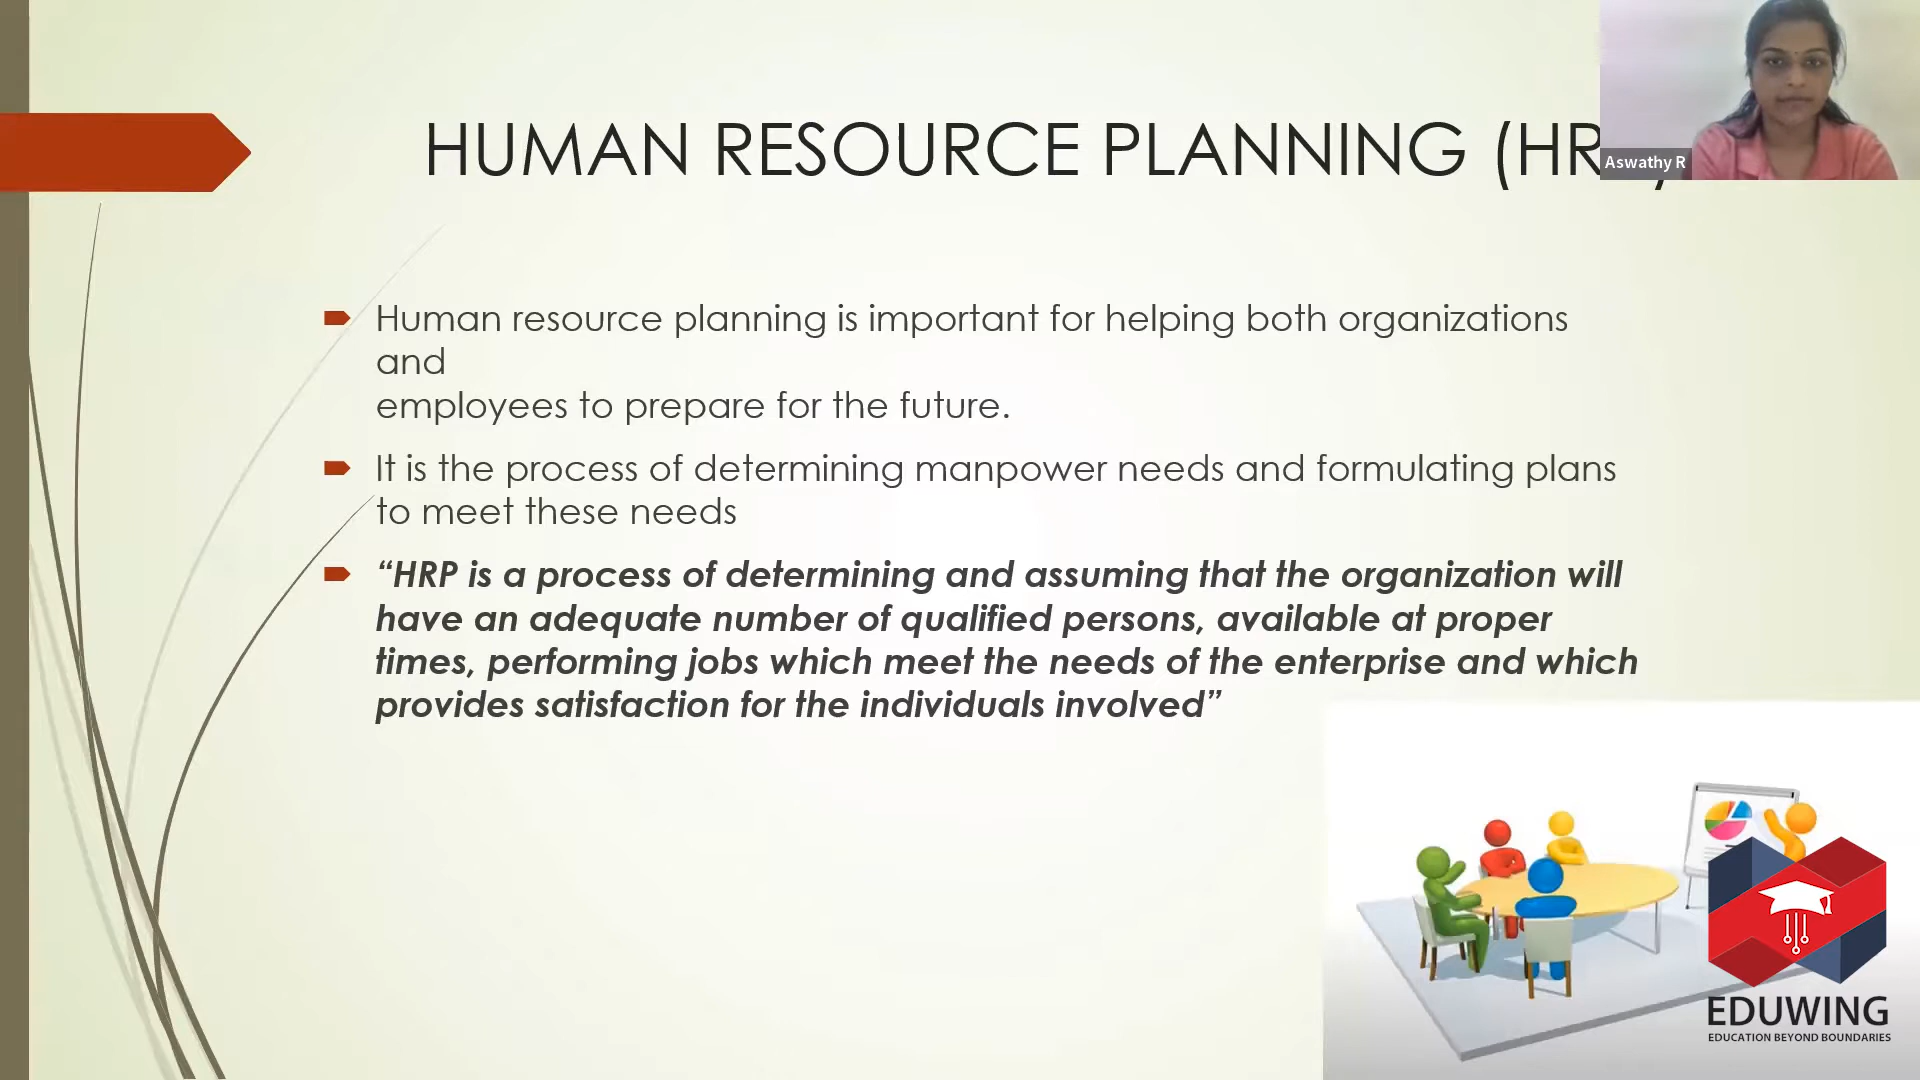 HUMAN RESOURCE PLANNING (HR
Aswathy R
Human resource planning is important for helping both organizations
and
employees to prepare for the future.
It is the process of determining manpower needs and formulating plans
to meet these needs
“HRP is a process of determining and assuming that the organization will
have an adequate number of qualified persons, available at proper
times, performing jobs which meet the needs of the enterprise and which
provides satisfaction for the individuals involved”
EDUWING
EDUCATION BEYOND BOUNDARIES